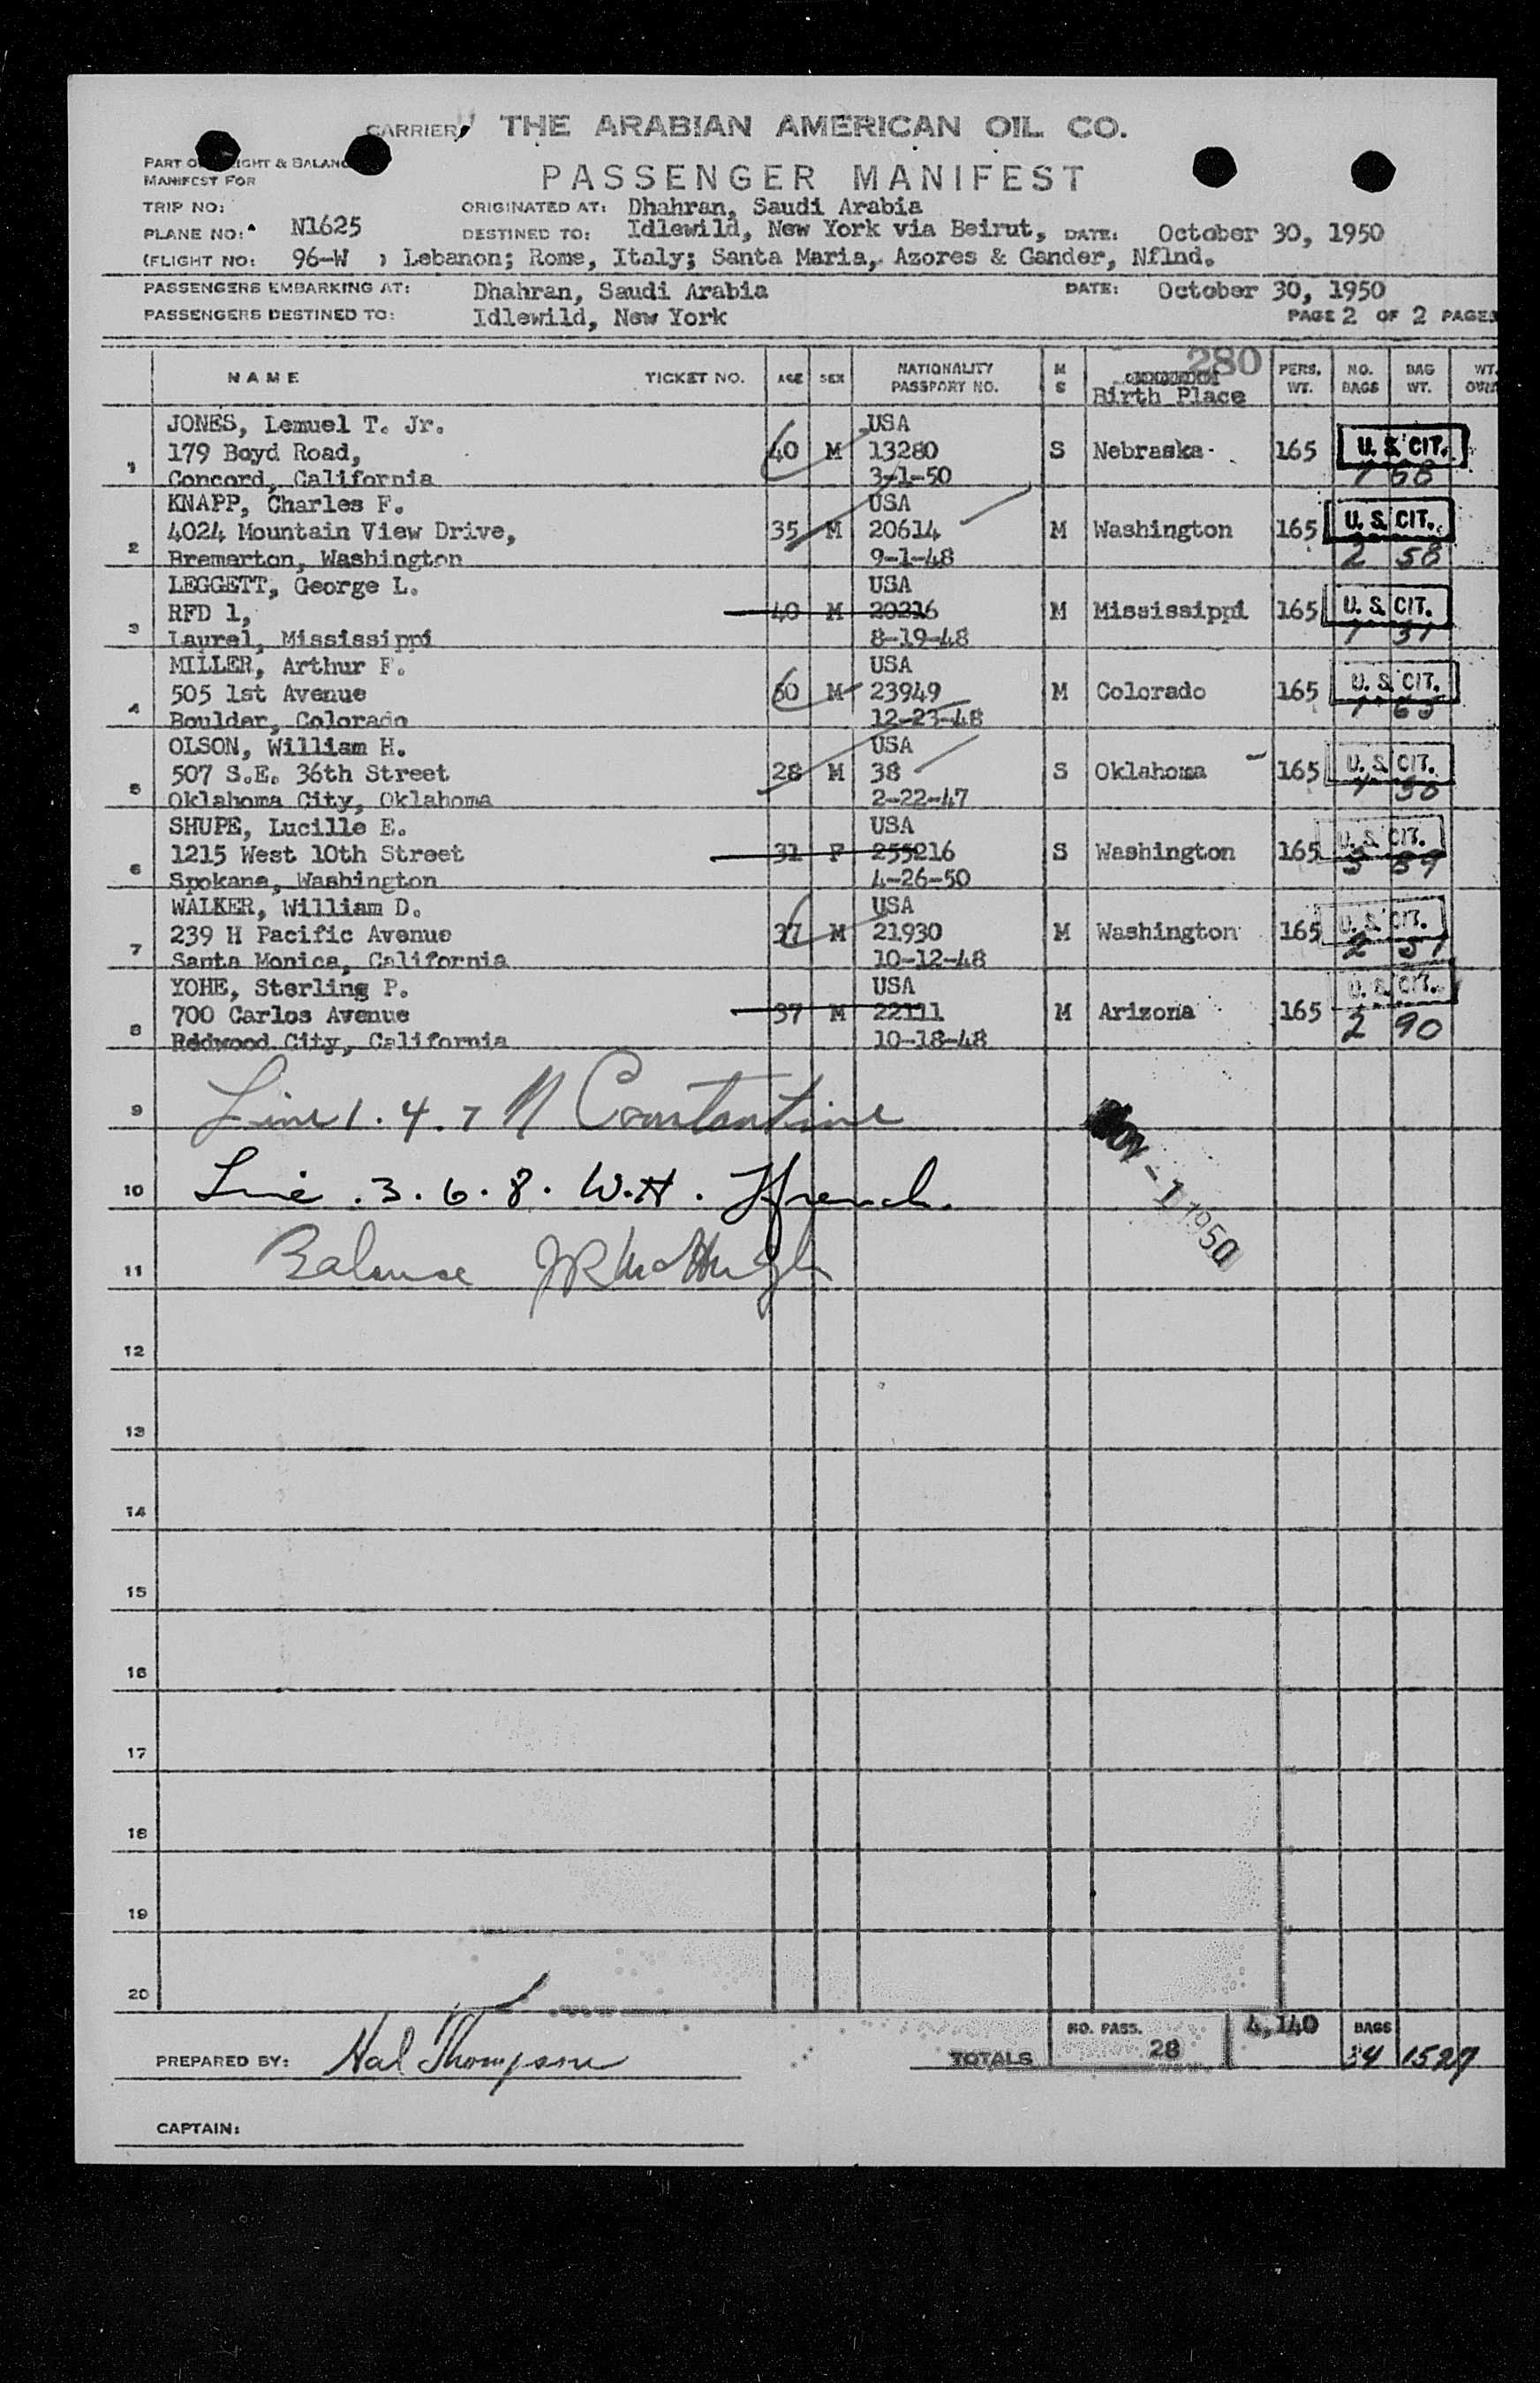 CARRIER, THE ARABIAN AMERICAN OIL CO.
PASSENGER MANIFEST
MANIFEST FOR
TRIP NO:
ORIGINATED AT: Dhahran, Saudi Arabia
PLANE NO: N1625 DESTINED TO: Idlewild, New York via Beirut, DATE: October 30, 1950
(FLIGHT NO: 96-W ) Lebanon; Rome, Italy; Santa Maria, Azores & Gander, Nflnd.
PASSENGERS EMBARKING AT: Dhahran, Saudi Arabia DATE: October 30, 1950
PASSENGERS DESTINED TO: Idlewild, New York PAGE 2 OF 2 PAGES
280
NAME TICKET NO. AGE SEX NATIONALITY PASSPORT NO. M S Birth Place PERS. WT. NO. BAGS BAG WT. WT.
JONES, Lemuel T. Jr. USA
1 179 Boyd Road, 40 M 13280 S Nebraska 165 U. S. CIT.
Concord, California 3-1-50
KNAPP, Charles F. USA
2 4024 Mountain View Drive, 35 M 20614 M Washington 165 U. S. CIT.
Bremerton, Washington 9-1-48 2 58
LEGGETT, George L. USA
3 RFD 1, 40 M 20216 M Mississippi 165 U. S. CIT.
Laurel, Mississippi 8-19-48 1 31
MILLER, Arthur F. USA
4 505 1st Avenue M 23949 M Colorado 165 U. S. CIT.
Boulder, Colorado 12-23-48
OLSON, William H. USA
5 507 S.E. 36th Street 28 M 38 S Oklahoma 165 U. S. CIT.
Oklahoma City, Oklahoma 2-22-47
SHUPE, Lucille E. USA
6 1215 West 10th Street 31 F 255216 S Washington 165 U. S. CIT.
Spokane, Washington 4-26-50
WALKER, William D. USA
7 239 H Pacific Avenue 37 M 21930 M Washington 165 U. S. CIT.
Santa Monica, California 10-12-48
YOHE, Sterling P. USA
8 700 Carlos Avenue 37 M 22111 M Arizona 165 U. S. CIT.
Redwood City, California 10-18-48 2 90
9 Line 1. 4. 7 N Constantine
NOV - 1 1950
10 Line . 3. 6. 8. W.H. Ffrench.
11 Balance
12
13
14
15
16
17
18
19
20
PREPARED BY: Hal Thompson TOTALS NO. PASS. 28 4,140 BAGS 34 1527
CAPTAIN: